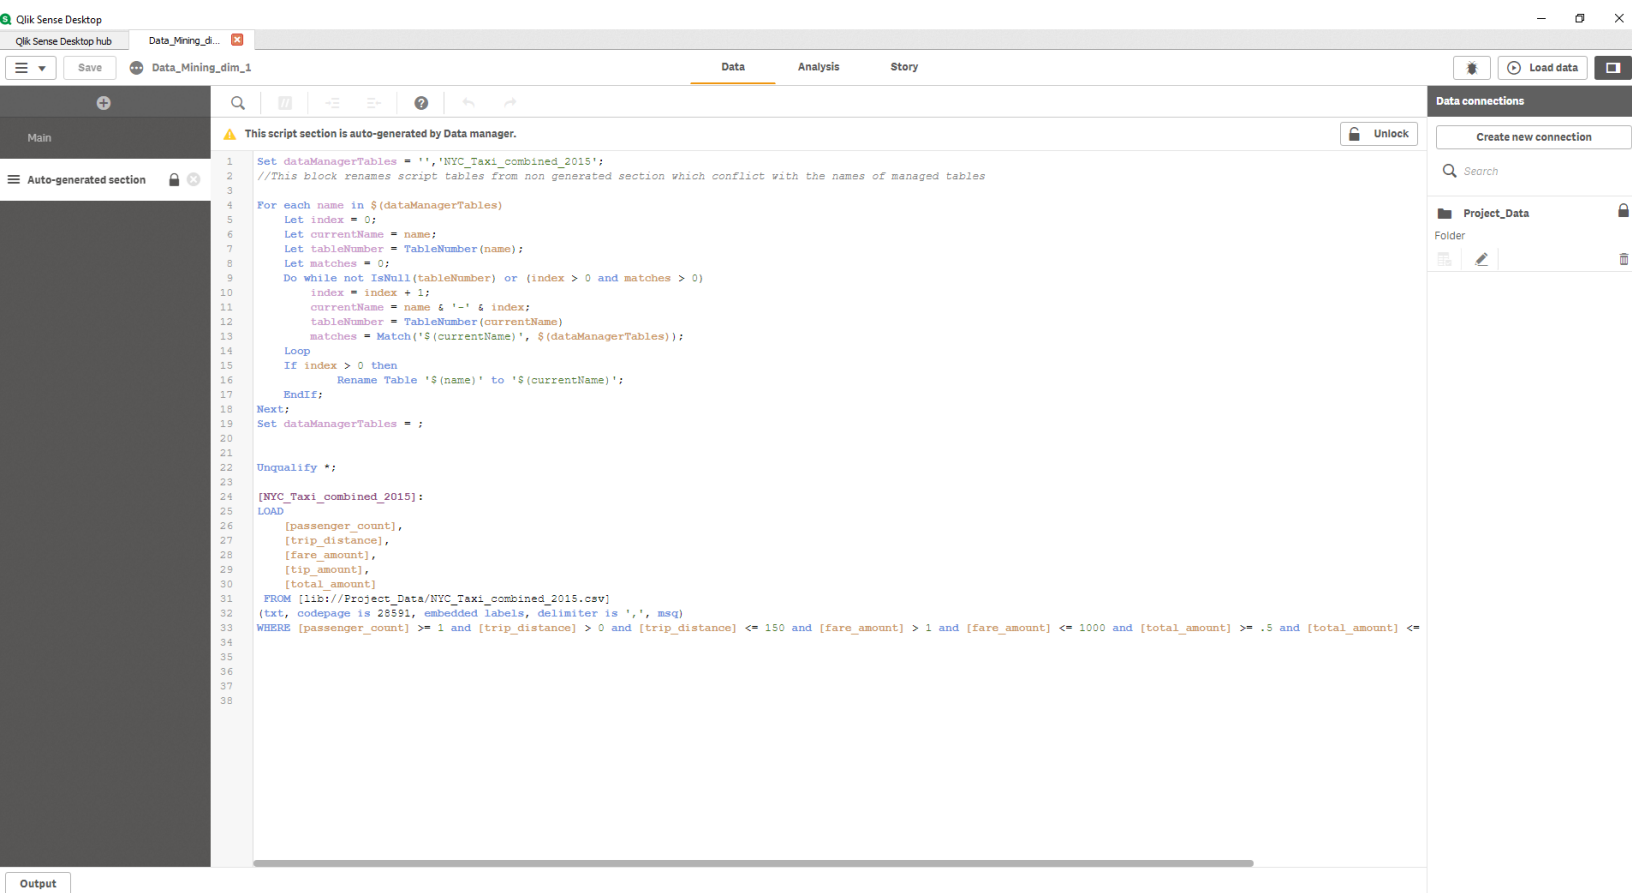 Qlik Sense Desktop
Qlik Sense Desktop hub
Data_Mining_di...
Save
Data_Mining_dim_1
Data
Analysis
Story
Load data
Main
Auto-generated section
This script section is auto-generated by Data manager.
Unlock
1 Set dataManagerTables = '','NYC_Taxi_combined_2015';
2 //This block renames script tables from non generated section which conflict with the names of managed tables
3
4 For each name in $(dataManagerTables)
5 Let index = 0;
6 Let currentName = name;
7 Let tableNumber = TableNumber(name);
8 Let matches = 0;
9 Do while not IsNull(tableNumber) or (index > 0 and matches > 0)
10 index = index + 1;
11 currentName = name & '-' & index;
12 tableNumber = TableNumber(currentName)
13 matches = Match('$(currentName)', $(dataManagerTables));
14 Loop
15 If index > 0 then
16 Rename Table '$(name)' to '$(currentName)';
17 EndIf;
18 Next;
19 Set dataManagerTables = ;
20
21
22 Unqualify *;
23
24 [NYC_Taxi_combined_2015]:
25 LOAD
26 [passenger_count],
27 [trip_distance],
28 [fare_amount],
29 [tip_amount],
30 [total_amount]
31 FROM [lib://Project_Data/NYC_Taxi_combined_2015.csv]
32 (txt, codepage is 28591, embedded labels, delimiter is ',', msq)
33 WHERE [passenger_count] >= 1 and [trip_distance] > 0 and [trip_distance] <= 150 and [fare_amount] > 1 and [fare_amount] <= 1000 and [total_amount] >= .5 and [total_amount] <=
34
35
36
37
38
Data connections
Create new connection
Search
Project_Data
Folder
Output